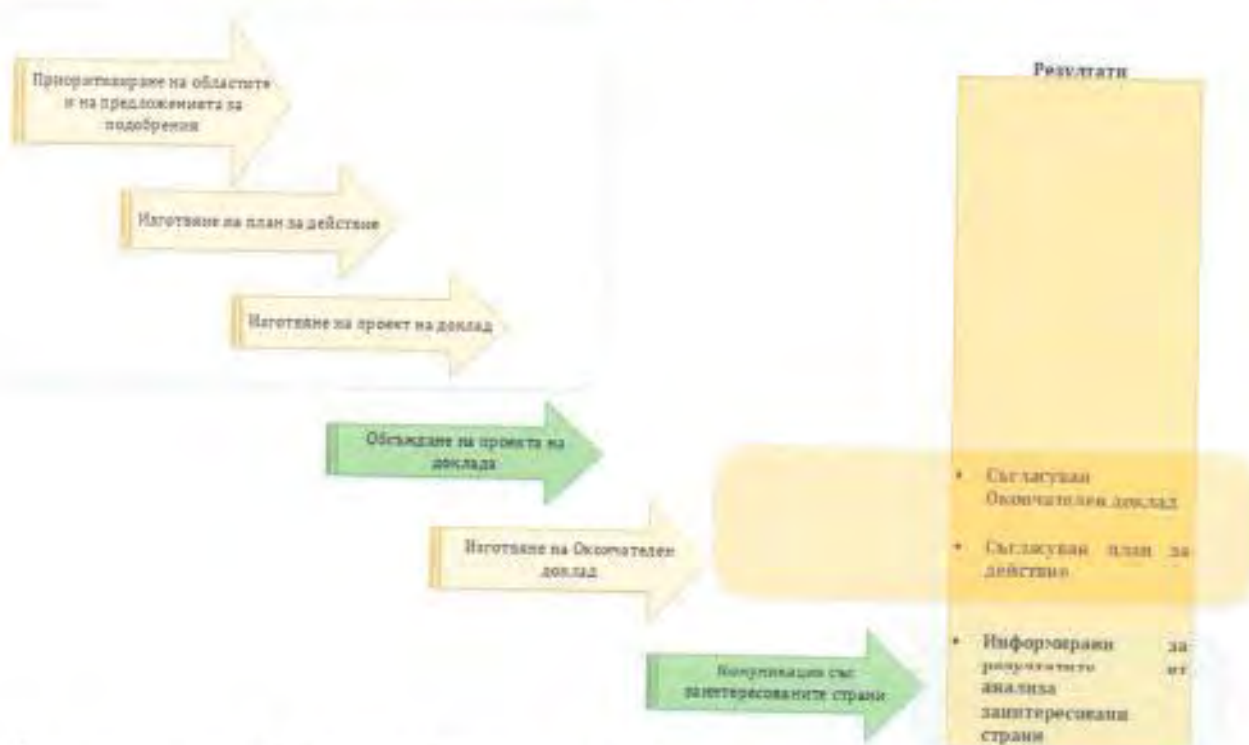 Резултати
Приоритизиране на областите
и на предложенията за
подобрения
Изготвяне на план за действие
Изготвяне на проект на доклад
Обсъждане на проекта на
доклада
Изготвяне на Окончателен
доклад
Комуникация със
заинтересованите страни
• Съгласуван
Окончателен доклад
• Съгласуван план за
действие
• Информирани за
резултатите от
анализа
заинтересовани
страни